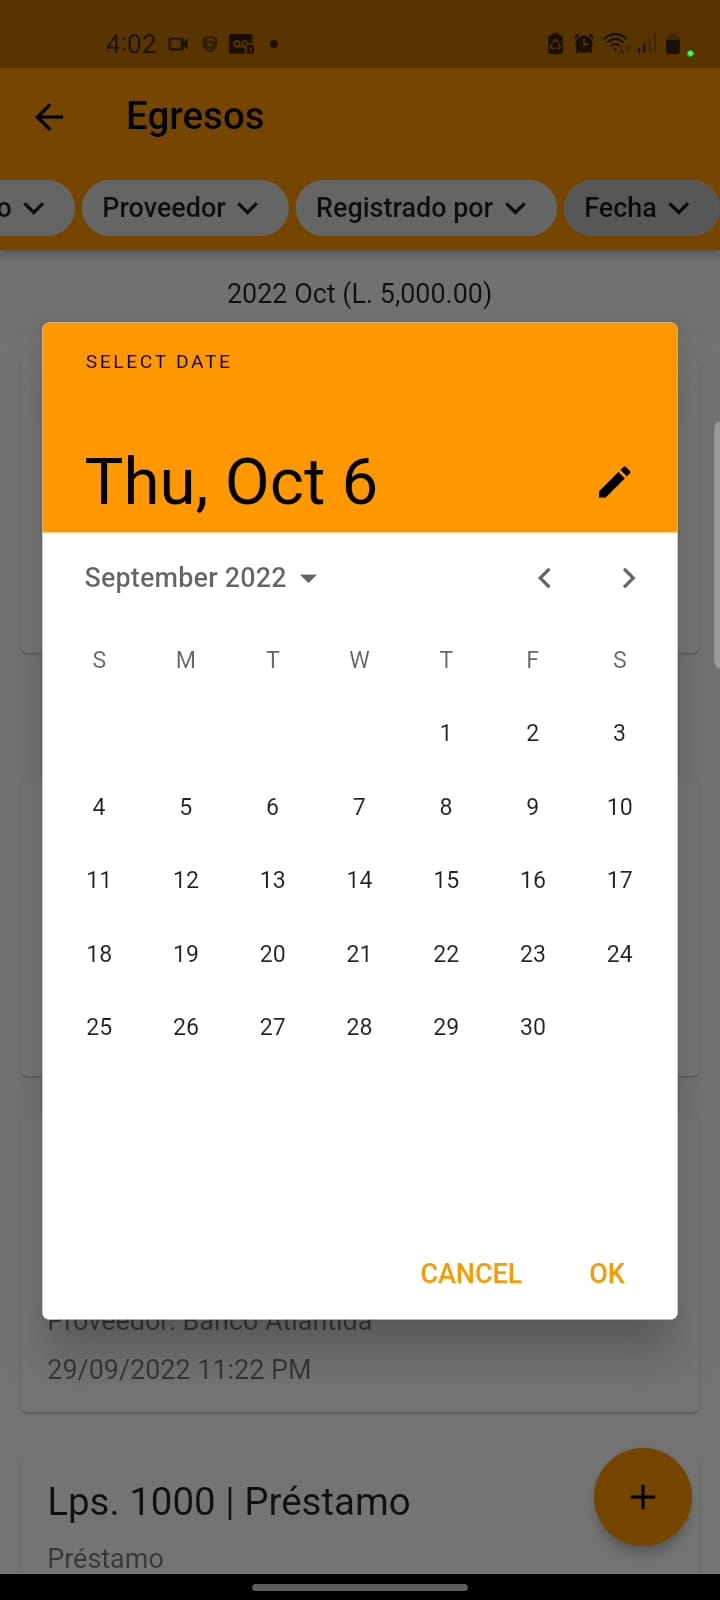 4:02
Egresos
o Proveedor Registrado por Fecha
2022 Oct (L. 5,000.00)
SELECT DATE
Thu, Oct 6
September 2022
S M T W T F S
1 2 3
4 5 6 7 8 9 10
11 12 13 14 15 16 17
18 19 20 21 22 23 24
25 26 27 28 29 30
CANCEL OK
Proveedor: Banco Atlántida
29/09/2022 11:22 PM
Lps. 1000 | Préstamo
Préstamo